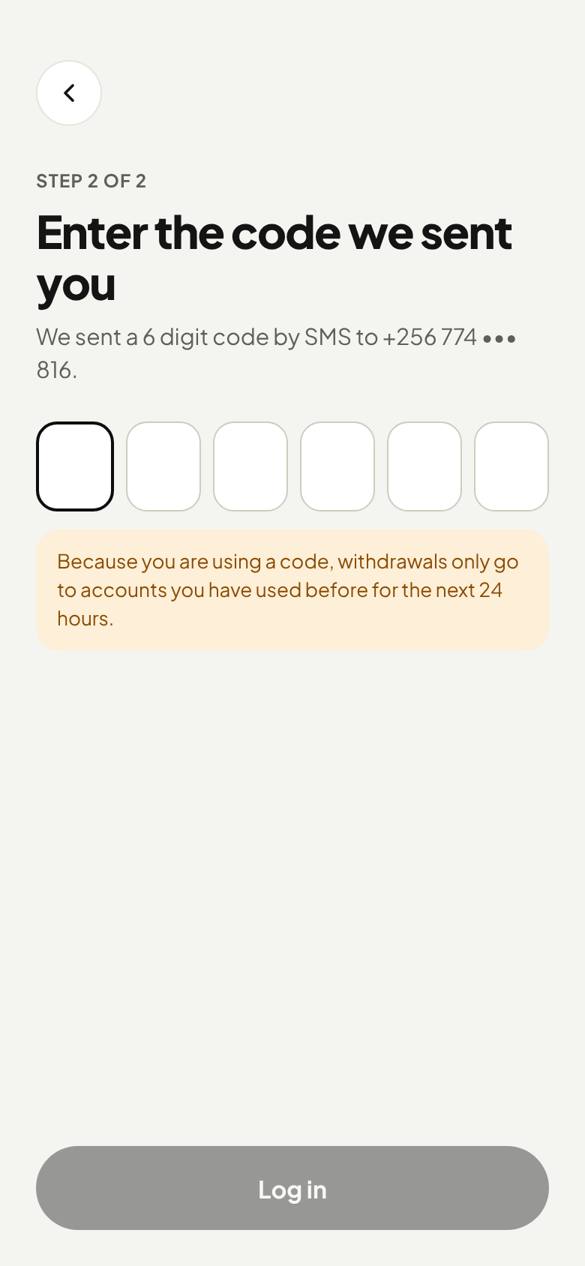 STEP 2 OF 2
Enter the code we sent
you
We sent a 6 digit code by SMS to +256 774 •••
816.
Because you are using a code, withdrawals only go
to accounts you have used before for the next 24
hours.
Log in